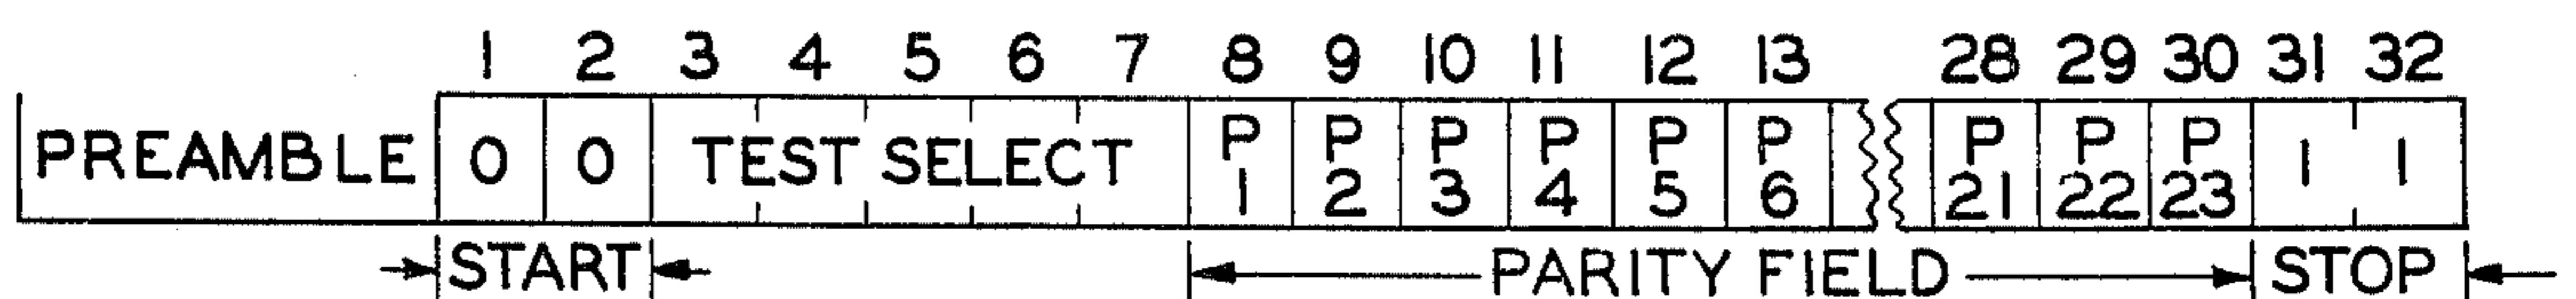 1 2 3 4 5 6 7 8 9 10 11 12 13 28 29 30 31 32
PREAMBLE 0 0 TEST SELECT P P P P P P P P P 1 1
1 2 3 4 5 6 21 22 23
START PARITY FIELD STOP